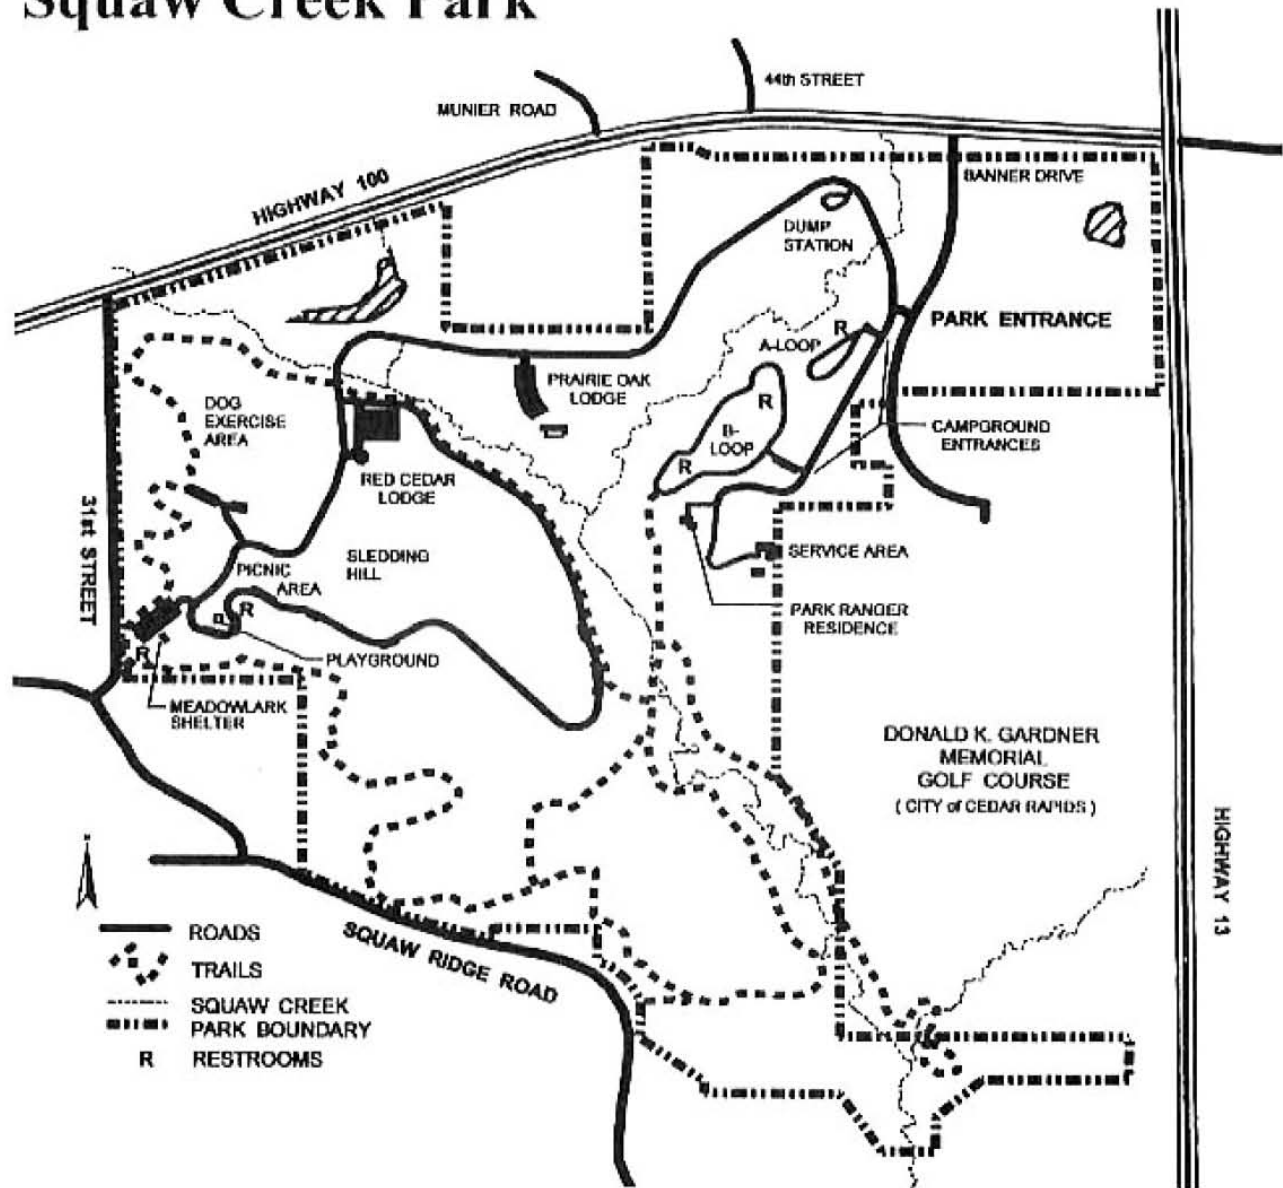 Squaw Creek Park
44th STREET
MUNIER ROAD
HIGHWAY 100
BANNER DRIVE
DUMP
STATION
PARK ENTRANCE
R
A-LOOP
PRAIRIE OAK
LODGE
R
B-
LOOP
R
CAMPGROUND
ENTRANCES
DOG
EXERCISE
AREA
RED CEDAR
LODGE
31st STREET
SLEDDING
HILL
SERVICE AREA
PICNIC
AREA
R
PARK RANGER
RESIDENCE
R
PLAYGROUND
MEADOWLARK
SHELTER
DONALD K. GARDNER
MEMORIAL
GOLF COURSE
( CITY of CEDAR RAPIDS )
HIGHWAY 13
SQUAW RIDGE ROAD
ROADS
TRAILS
SQUAW CREEK
PARK BOUNDARY
R RESTROOMS